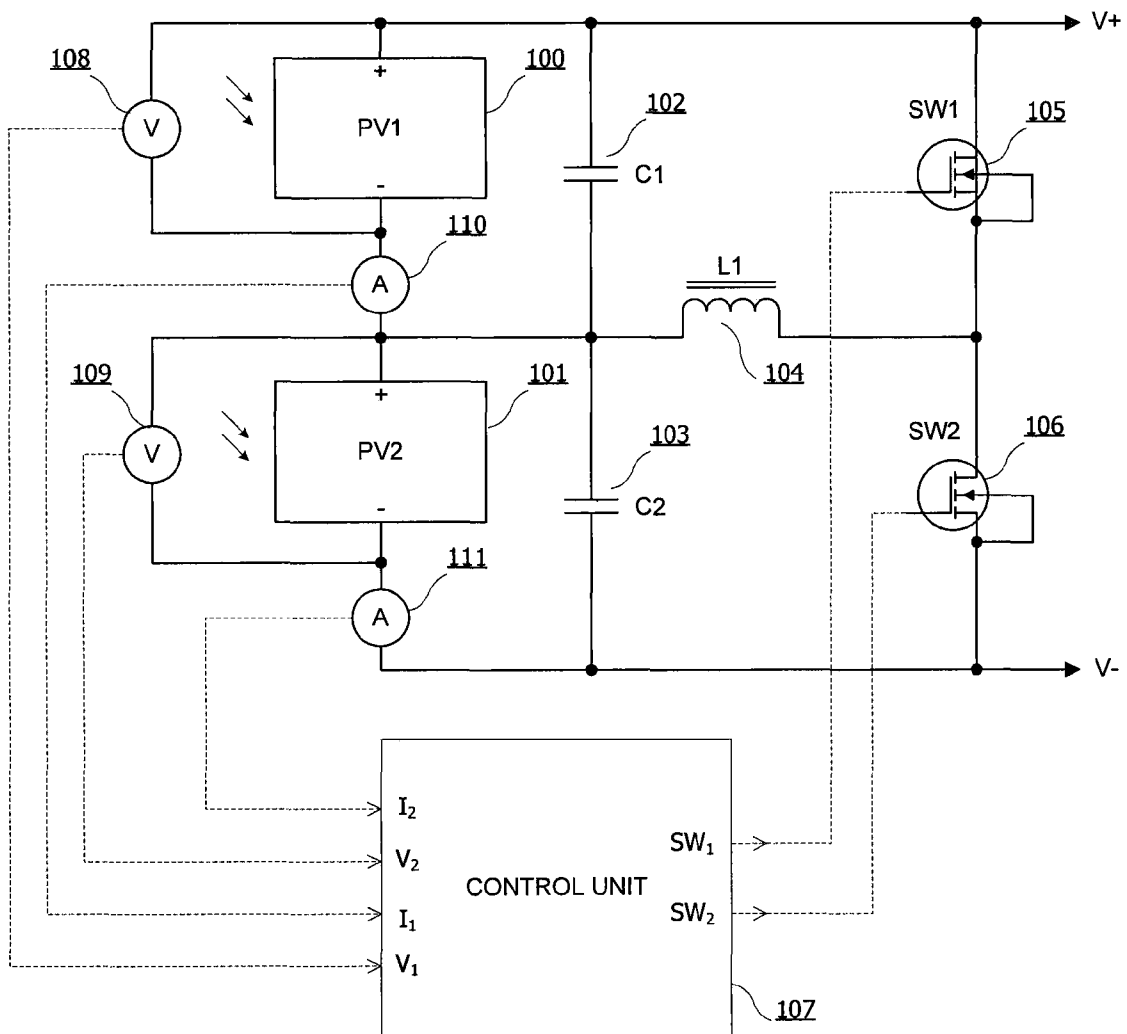 V+
108
100
+
V
PV1
-
102
C1
SW1
105
110
A
L1
104
109
101
+
V
PV2
-
103
C2
SW2
106
111
A
V-
I₂
V₂
I₁
V₁
CONTROL UNIT
SW₁
SW₂
107